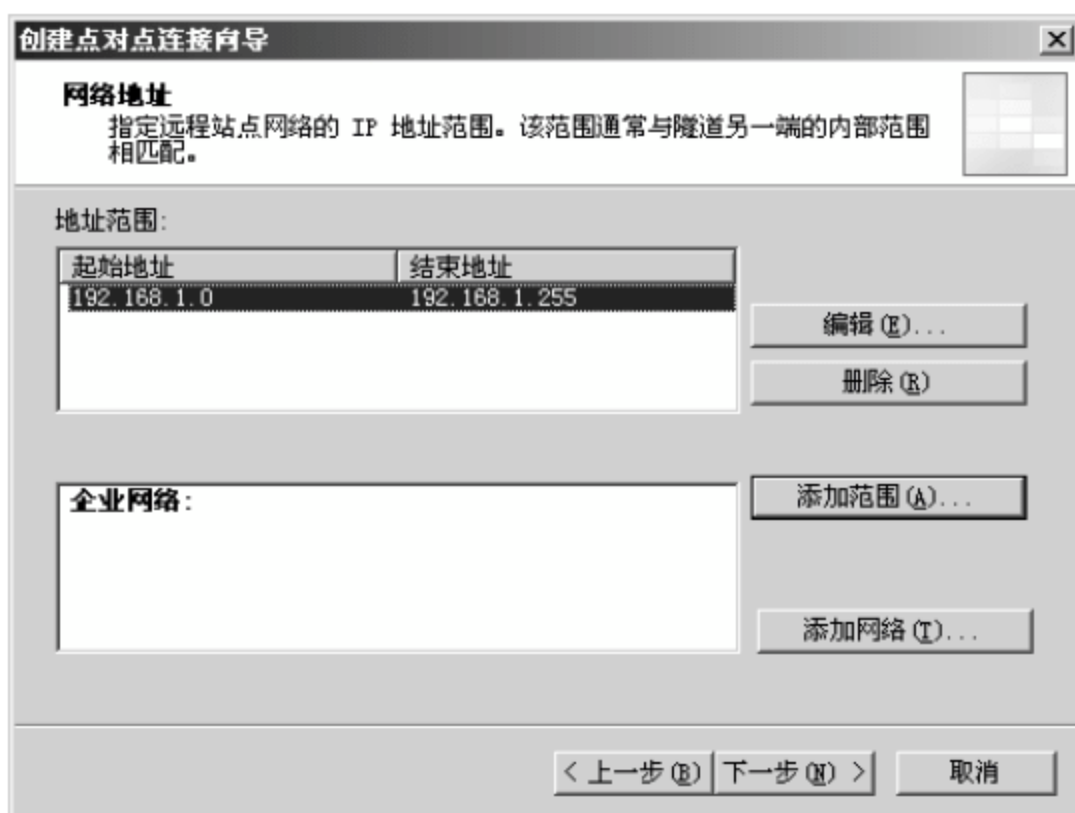 创建点对点连接向导
网络地址
指定远程站点网络的 IP 地址范围。该范围通常与隧道另一端的内部范围
相匹配。
地址范围:
起始地址 结束地址
192.168.1.0 192.168.1.255
编辑(E)...
删除(R)
企业网络:
添加范围(A)...
添加网络(T)...
< 上一步(B) 下一步(N) > 取消